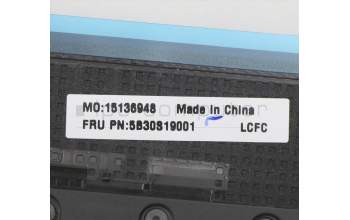 MO:15136948 Made in China
FRU PN:5B30S19001 LCFC